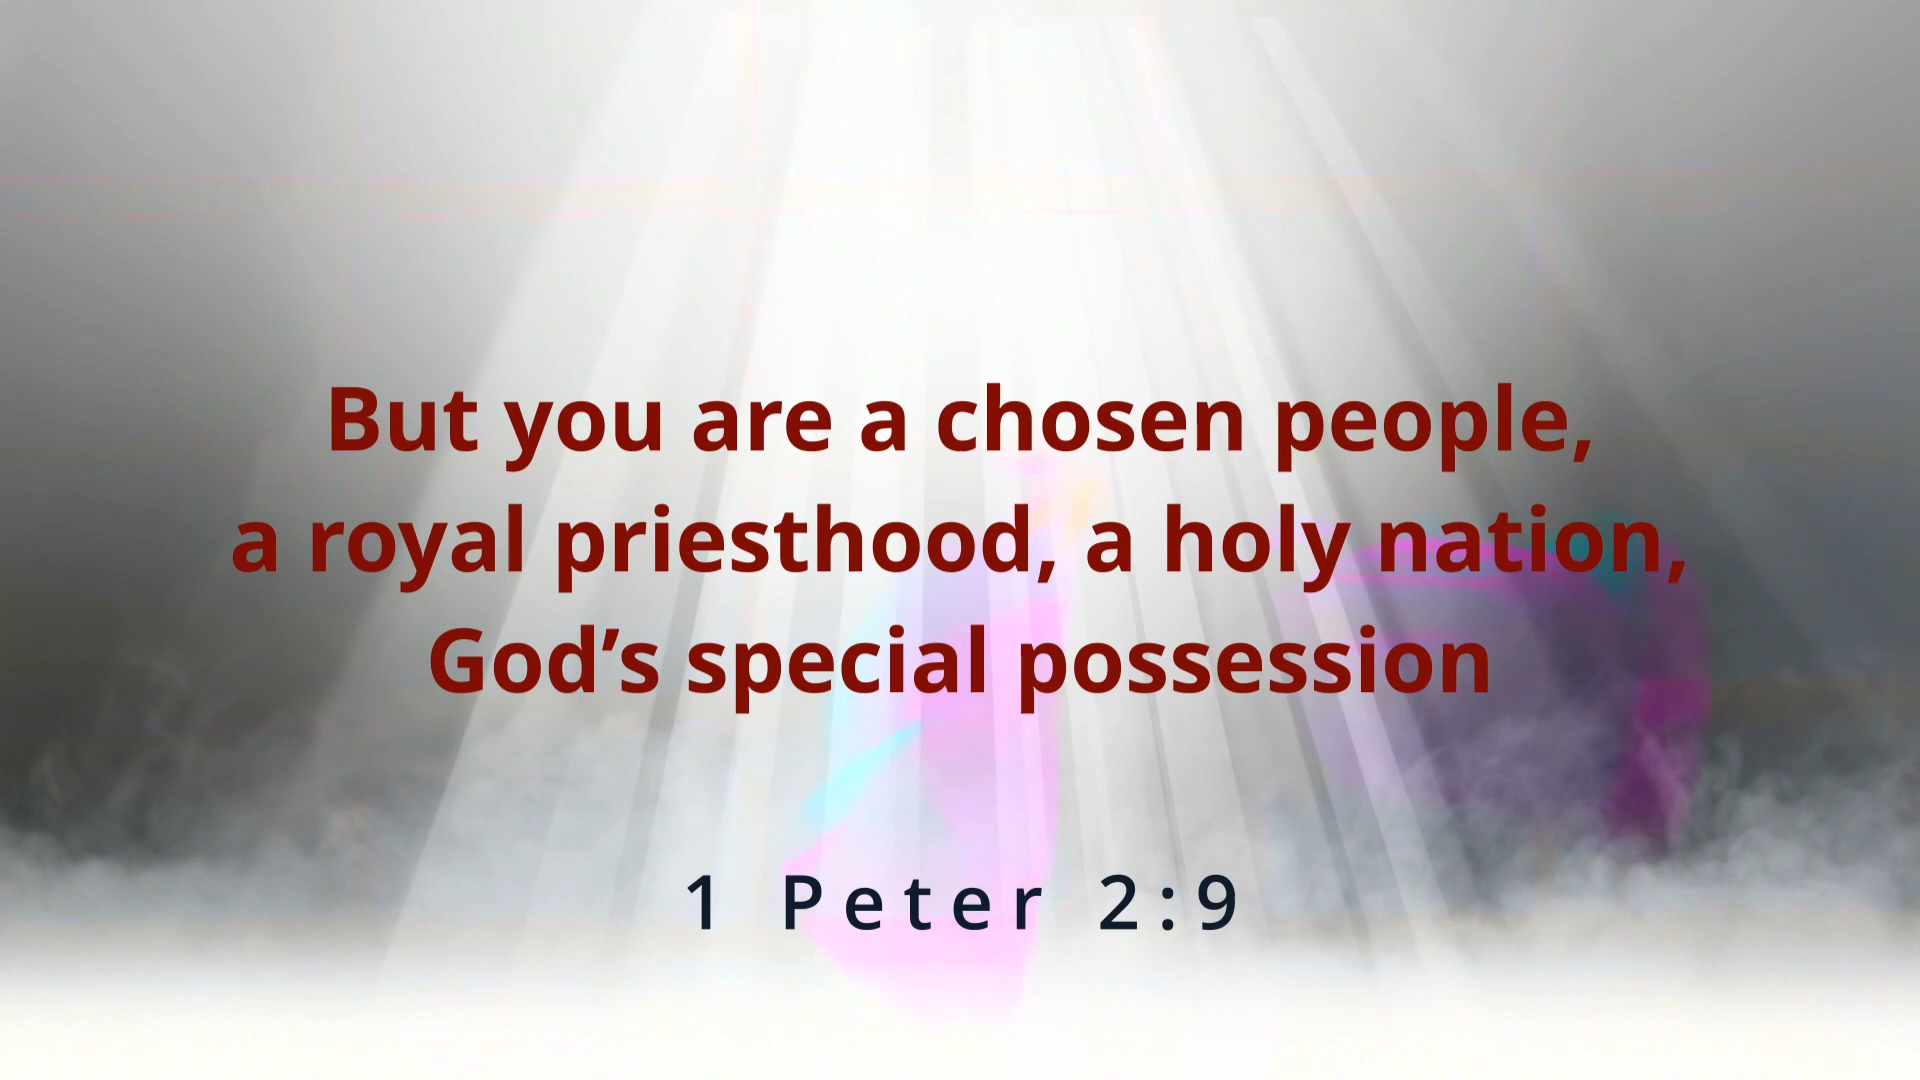 But you are a chosen people,
a royal priesthood, a holy nation,
God’s special possession
1 Peter 2:9